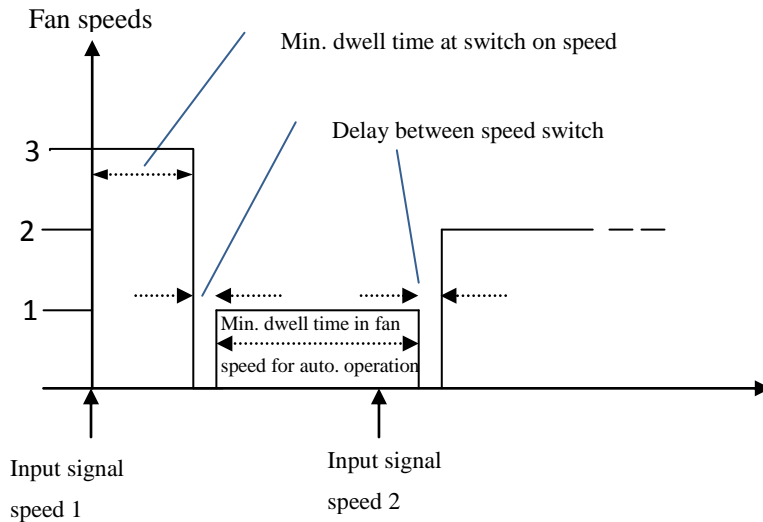 Fan speeds
Min. dwell time at switch on speed
Delay between speed switch
3
2
1
Min. dwell time in fan
speed for auto. operation
Input signal
speed 1
Input signal
speed 2